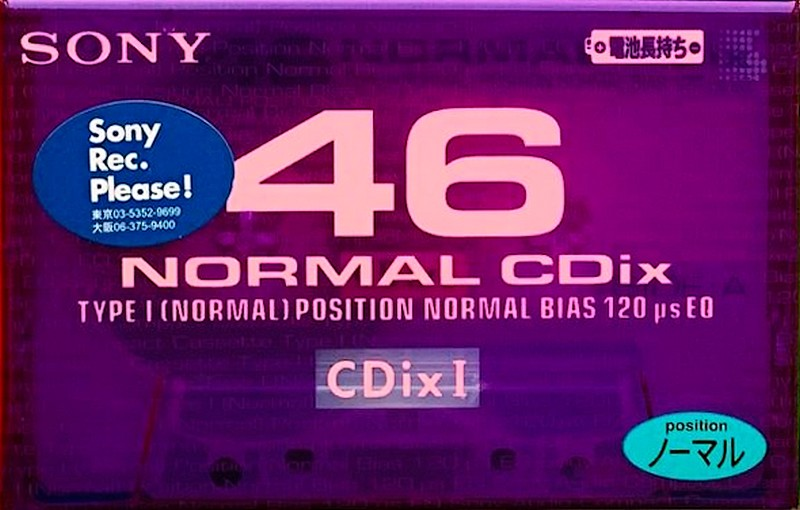 SONY
⊕電池長持ち⊖
46
Sony
Rec.
Please!
東京03-5352-9699
大阪06-375-9400
NORMAL CDix
TYPE I (NORMAL) POSITION NORMAL BIAS 120 µs EQ
CDix I
position
ノーマル